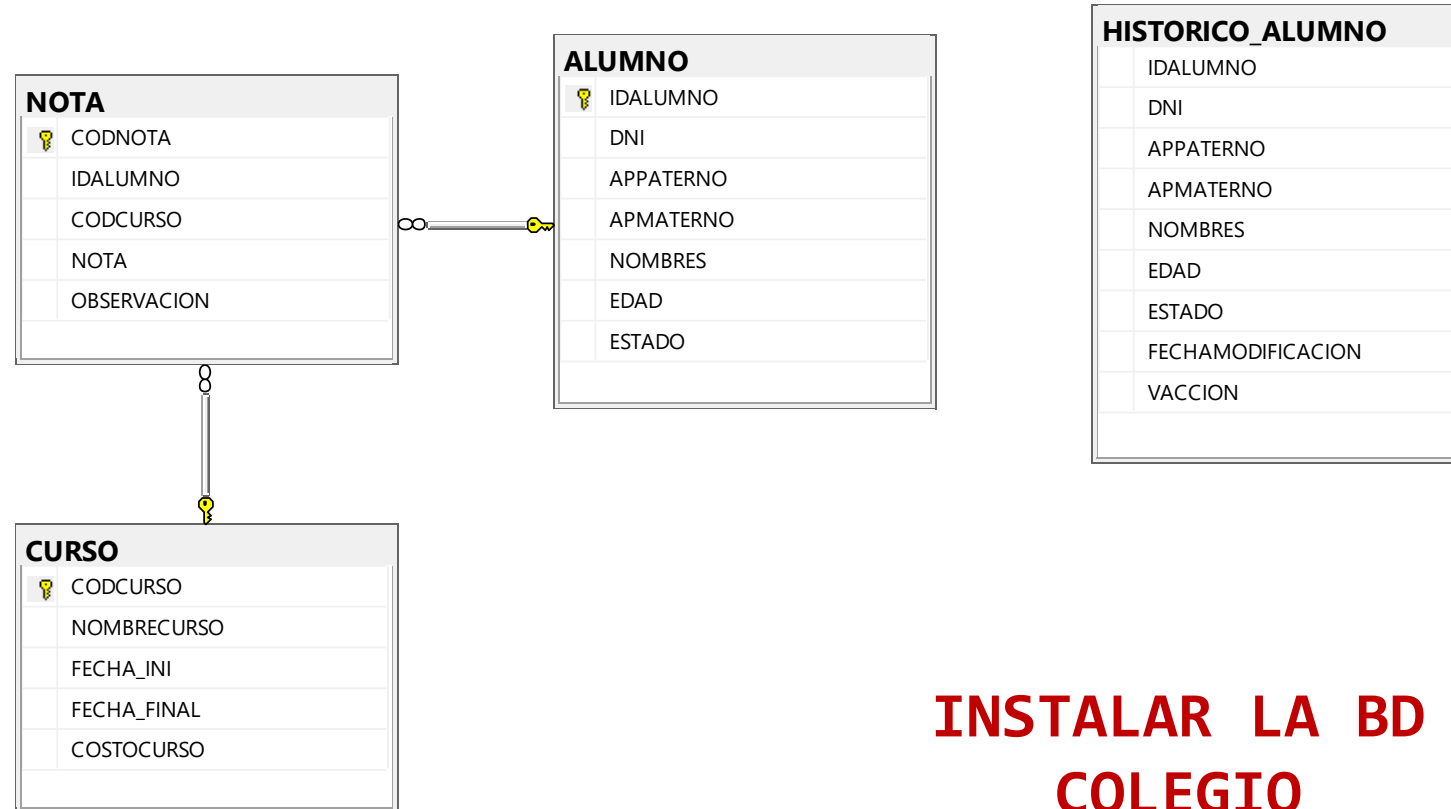 NOTA
CODNOTA
IDALUMNO
CODCURSO
NOTA
OBSERVACION
ALUMNO
IDALUMNO
DNI
APPATERNO
APMATERNO
NOMBRES
EDAD
ESTADO
HISTORICO_ALUMNO
IDALUMNO
DNI
APPATERNO
APMATERNO
NOMBRES
EDAD
ESTADO
FECHAMODIFICACION
VACCION
CURSO
CODCURSO
NOMBRECURSO
FECHA_INI
FECHA_FINAL
COSTOCURSO
INSTALAR LA BD
COLEGIO